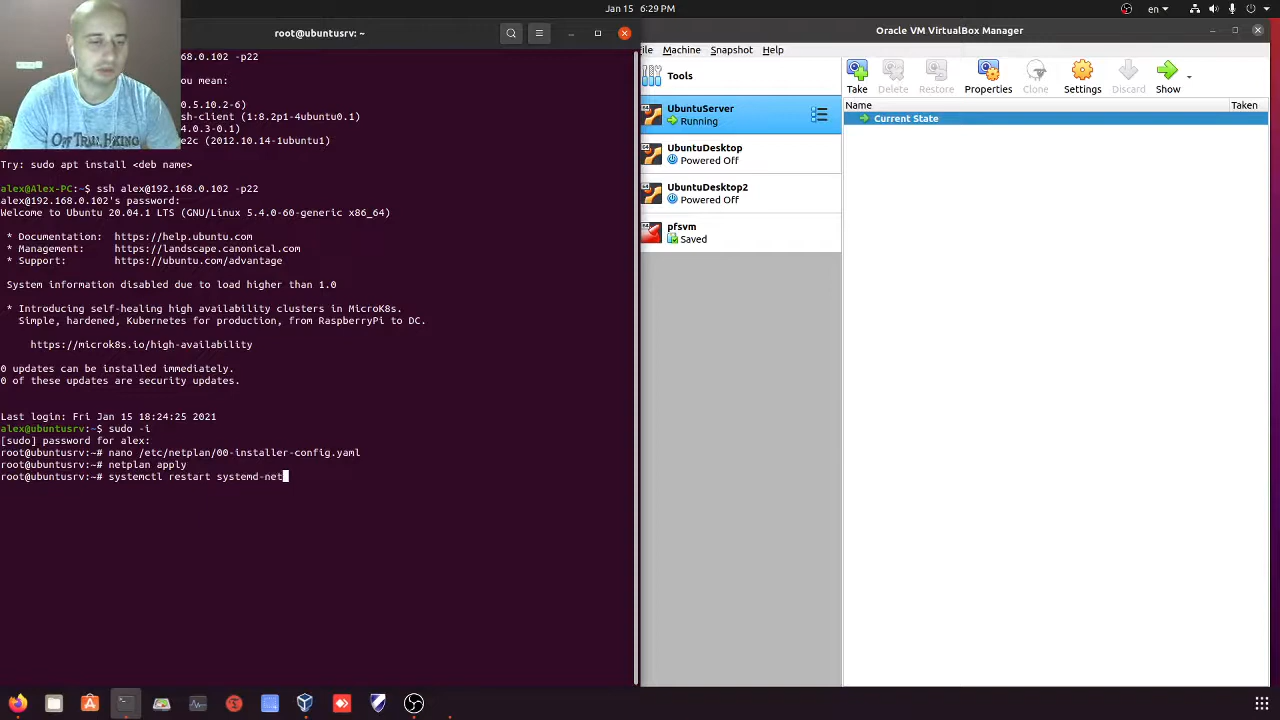 Jan 15 6:29 PM
en
root@ubuntusrv: ~
Oracle VM VirtualBox Manager
68.0.102 -p22
ou mean:
.5.10.2-6)
sh-client (1:8.2p1-4ubuntu0.1)
4.0.3-0.1)
e2c (2012.10.14-1ubuntu1)
Try: sudo apt install <deb name>
alex@Alex-PC:~$ ssh alex@192.168.0.102 -p22
alex@192.168.0.102's password:
Welcome to Ubuntu 20.04.1 LTS (GNU/Linux 5.4.0-60-generic x86_64)
* Documentation: https://help.ubuntu.com
* Management: https://landscape.canonical.com
* Support: https://ubuntu.com/advantage
System information disabled due to load higher than 1.0
* Introducing self-healing high availability clusters in MicroK8s.
Simple, hardened, Kubernetes for production, from RaspberryPi to DC.
https://microk8s.io/high-availability
0 updates can be installed immediately.
0 of these updates are security updates.
Last login: Fri Jan 15 18:24:25 2021
alex@ubuntusrv:~$ sudo -i
[sudo] password for alex:
root@ubuntusrv:~# nano /etc/netplan/00-installer-config.yaml
root@ubuntusrv:~# netplan apply
root@ubuntusrv:~# systemctl restart systemd-net
OFF TRAIL HIKING
ile Machine Snapshot Help
Tools
UbuntuServer
Running
UbuntuDesktop
Powered Off
UbuntuDesktop2
Powered Off
pfsvm
Saved
Take Delete Restore Properties Clone Settings Discard Show
Name Taken
Current State